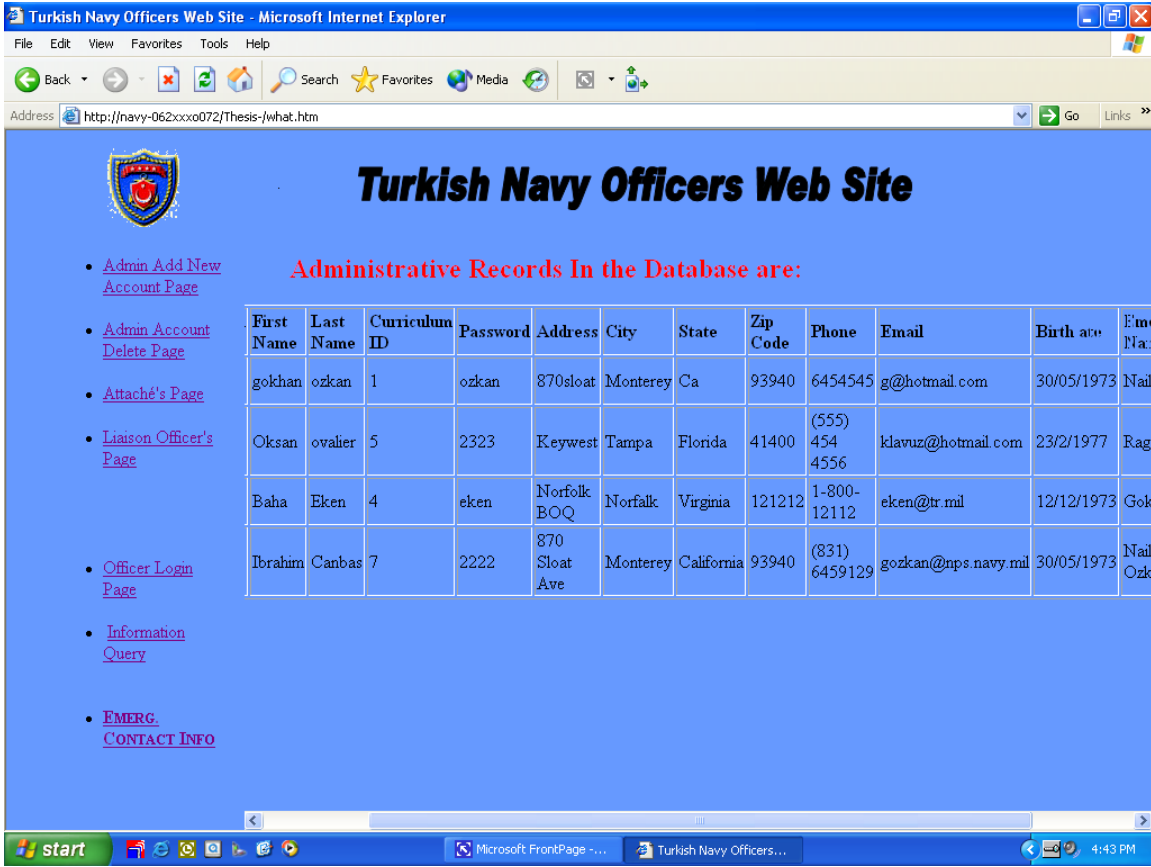 Turkish Navy Officers Web Site - Microsoft Internet Explorer
File Edit View Favorites Tools Help
Back Search Favorites Media
Address http://navy-062xxxo072/Thesis-/what.htm Go Links »
Turkish Navy Officers Web Site
Administrative Records In the Database are:
• Admin Add New
Account Page
• Admin Account
Delete Page
• Attaché's Page
• Liaison Officer's
Page
• Officer Login
Page
• Information
Query
• EMERG.
CONTACT INFO
First Name Last Name Curriculum ID Password Address City State Zip Code Phone Email Birth
gokhan ozkan 1 ozkan 870sloat Monterey Ca 93940 6454545 g@hotmail.com 30/05/1973 Nail
Oksan ovalier 5 2323 Keywest Tampa Florida 41400 (555) 454 4556 klavuz@hotmail.com 23/2/1977 Rag
Baha Eken 4 eken Norfolk BOQ Norfalk Virginia 121212 1-800-12112 eken@tr.mil 12/12/1973 Gok
Ibrahim Canbas 7 2222 870 Sloat Ave Monterey California 93940 (831) 6459129 gozkan@nps.navy.mil 30/05/1973 Nail Ozk
start Microsoft FrontPage -... Turkish Navy Officers... 4:43 PM